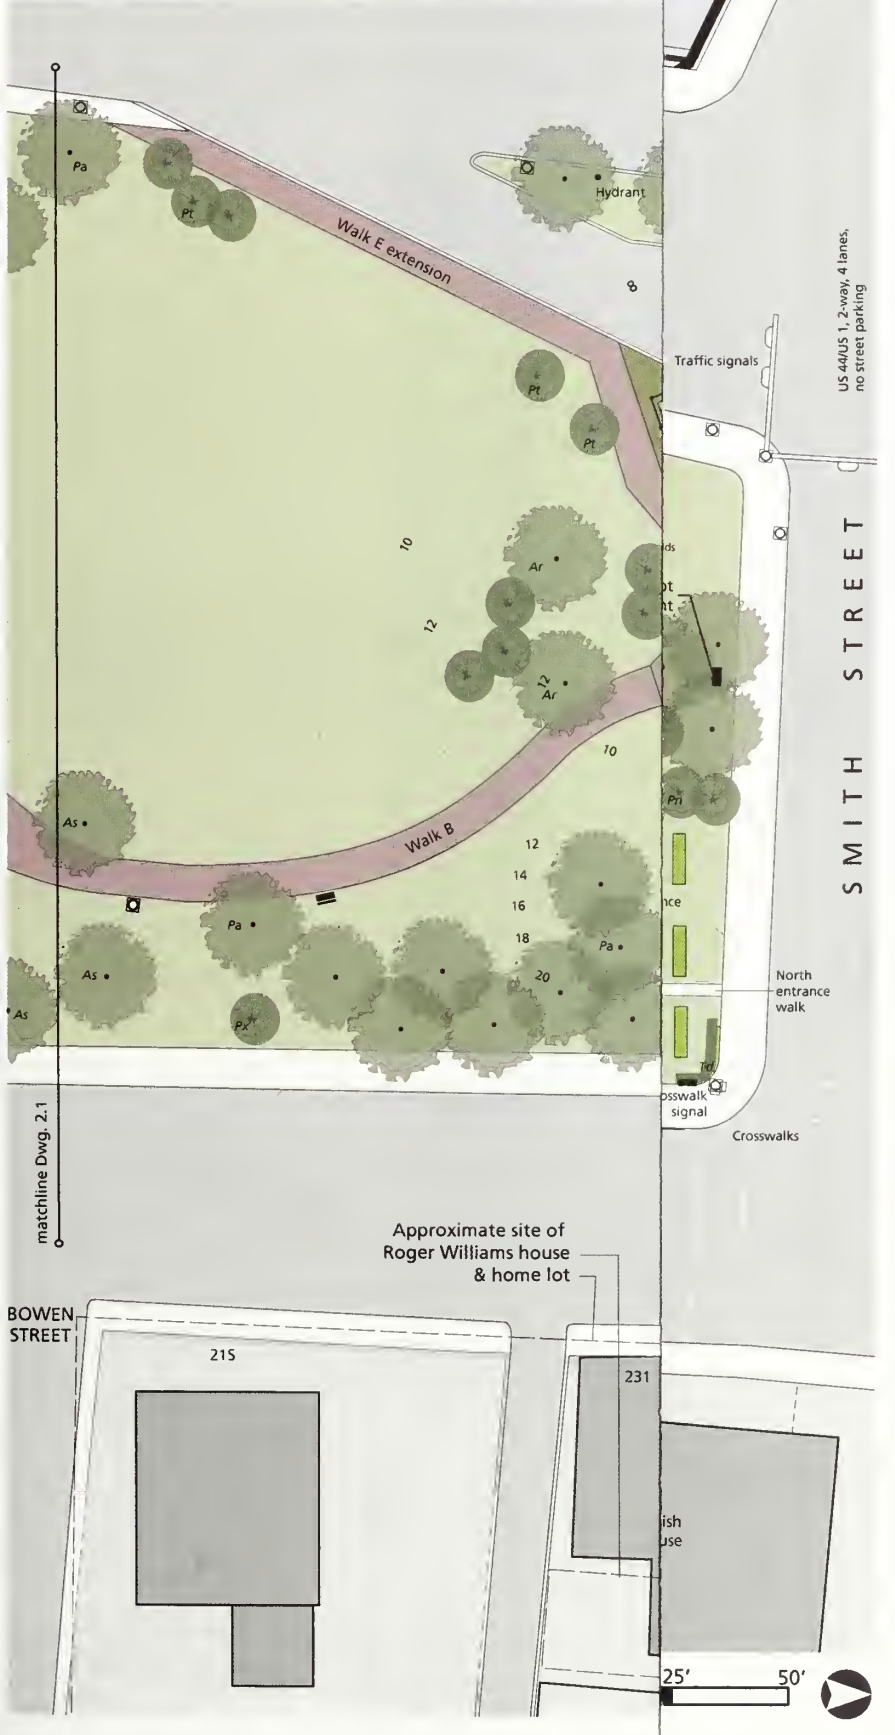 Pa
Pt
Walk E extension
Hydrant
8
US 44/US 1, 2-way, 4 lanes,
no street parking
Traffic signals
Pt
Pt
SMITH STREET
10
Ar
12
12
Ar
10
As
Walk B
12
14
16
18
20
Pa
Pa
As
As
Px
Pn
North
entrance
walk
Td
signal
Crosswalks
matchline Dwg. 2.1
Approximate site of
Roger Williams house
& home lot
BOWEN
STREET
215
231
25' 50'